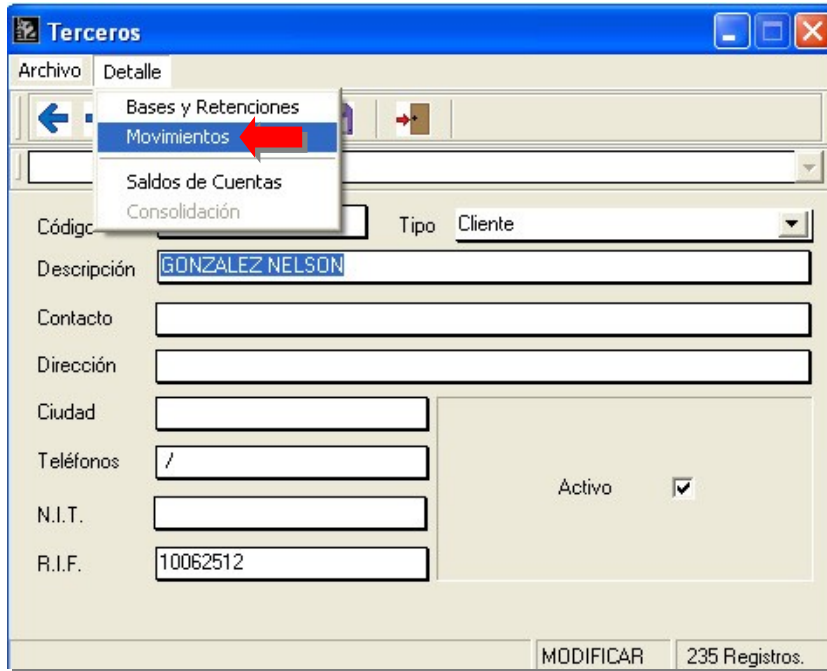 Terceros
Archivo Detalle
Bases y Retenciones
Movimientos
Saldos de Cuentas
Consolidación
Código Tipo Cliente
Descripción GONZALEZ NELSON
Contacto
Dirección
Ciudad
Teléfonos /
Activo
N.I.T.
R.I.F. 10062512
MODIFICAR 235 Registros.